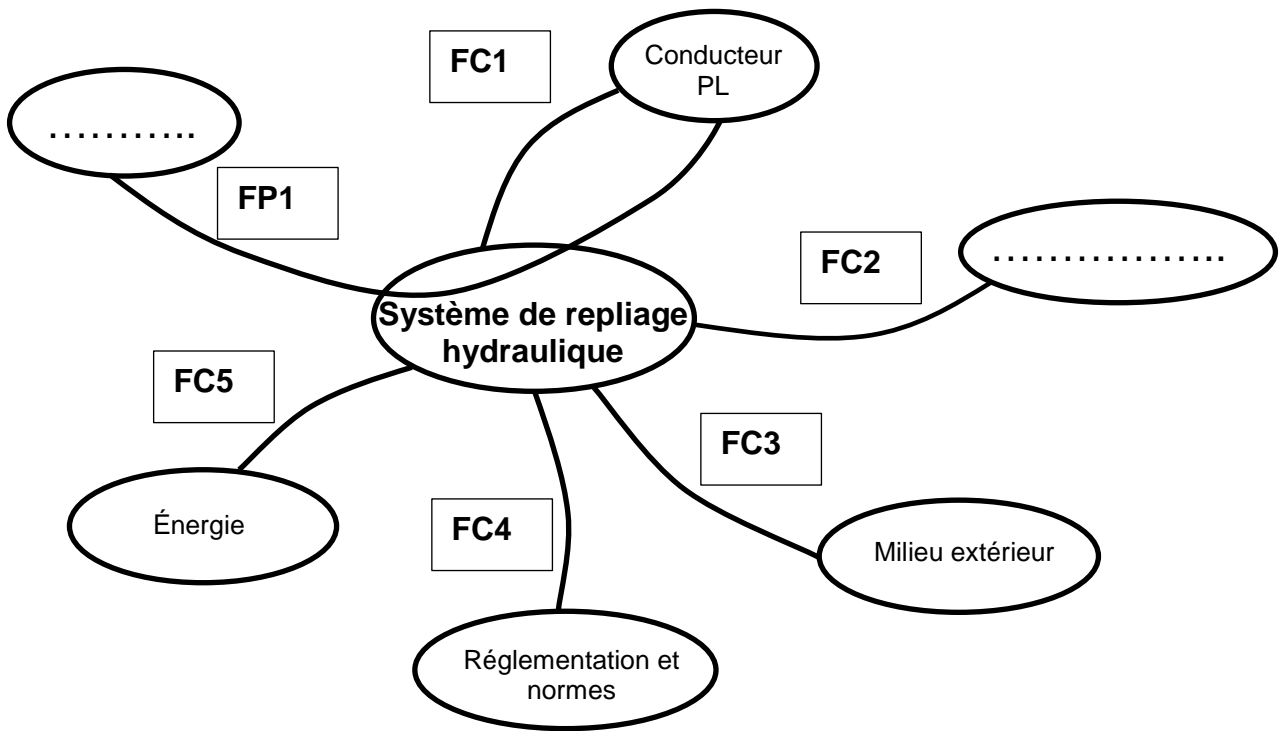 FC1
Conducteur
PL
...........
FP1
FC2
.................
Système de repliage
hydraulique
FC5
FC3
Énergie
FC4
Milieu extérieur
Réglementation et
normes